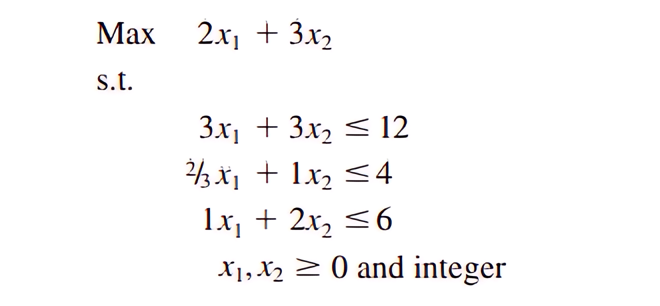 Max 2x₁ + 3x₂
s.t.
3x₁ + 3x₂ ≤ 12
⅔x₁ + 1x₂ ≤ 4
1x₁ + 2x₂ ≤ 6
x₁, x₂ ≥ 0 and integer